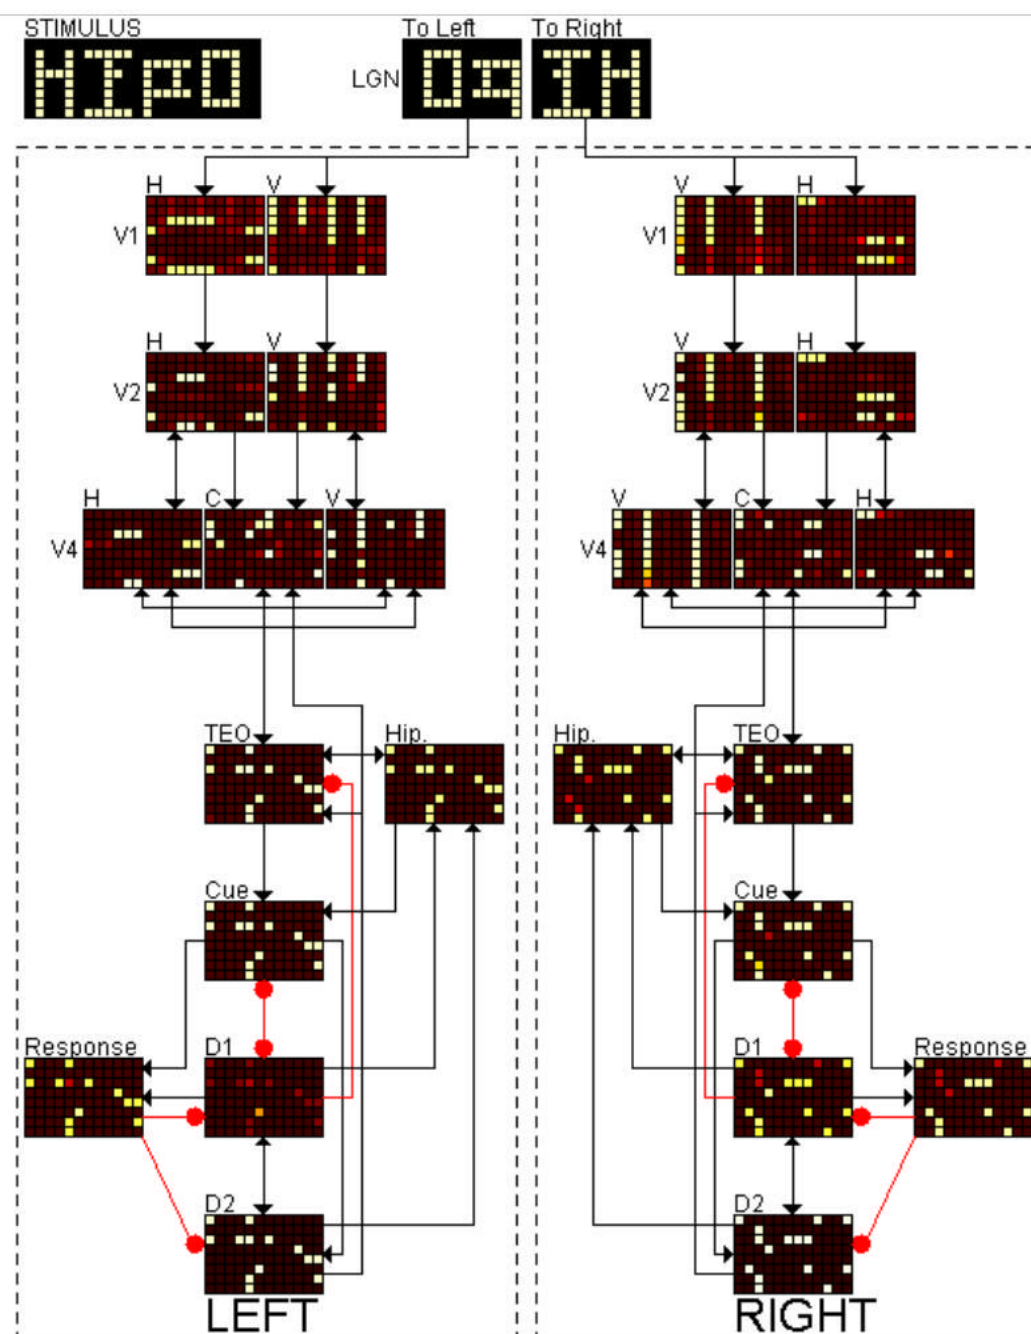 STIMULUS To Left To Right
HIpO LGN Oq IH
H V V H
V1 V1
H V V H
V2 V2
H C V V C H
V4 V4
TEO Hip. Hip. TEO
Cue Cue
Response D1 D1 Response
D2 D2
LEFT RIGHT